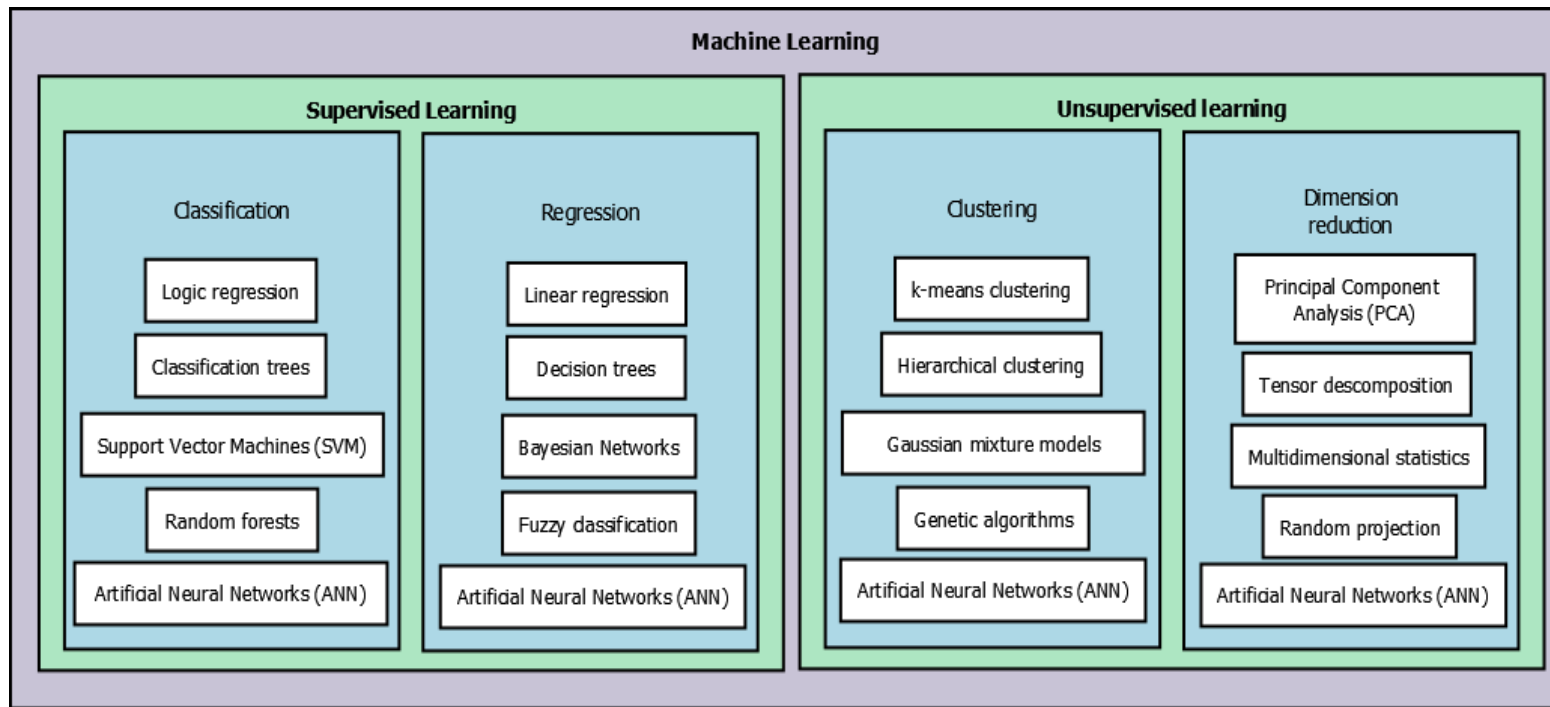 Machine Learning
Supervised Learning
Classification
Logic regression
Classification trees
Support Vector Machines (SVM)
Random forests
Artificial Neural Networks (ANN)
Regression
Linear regression
Decision trees
Bayesian Networks
Fuzzy classification
Artificial Neural Networks (ANN)
Unsupervised learning
Clustering
k-means clustering
Hierarchical clustering
Gaussian mixture models
Genetic algorithms
Artificial Neural Networks (ANN)
Dimension
reduction
Principal Component
Analysis (PCA)
Tensor descomposition
Multidimensional statistics
Random projection
Artificial Neural Networks (ANN)